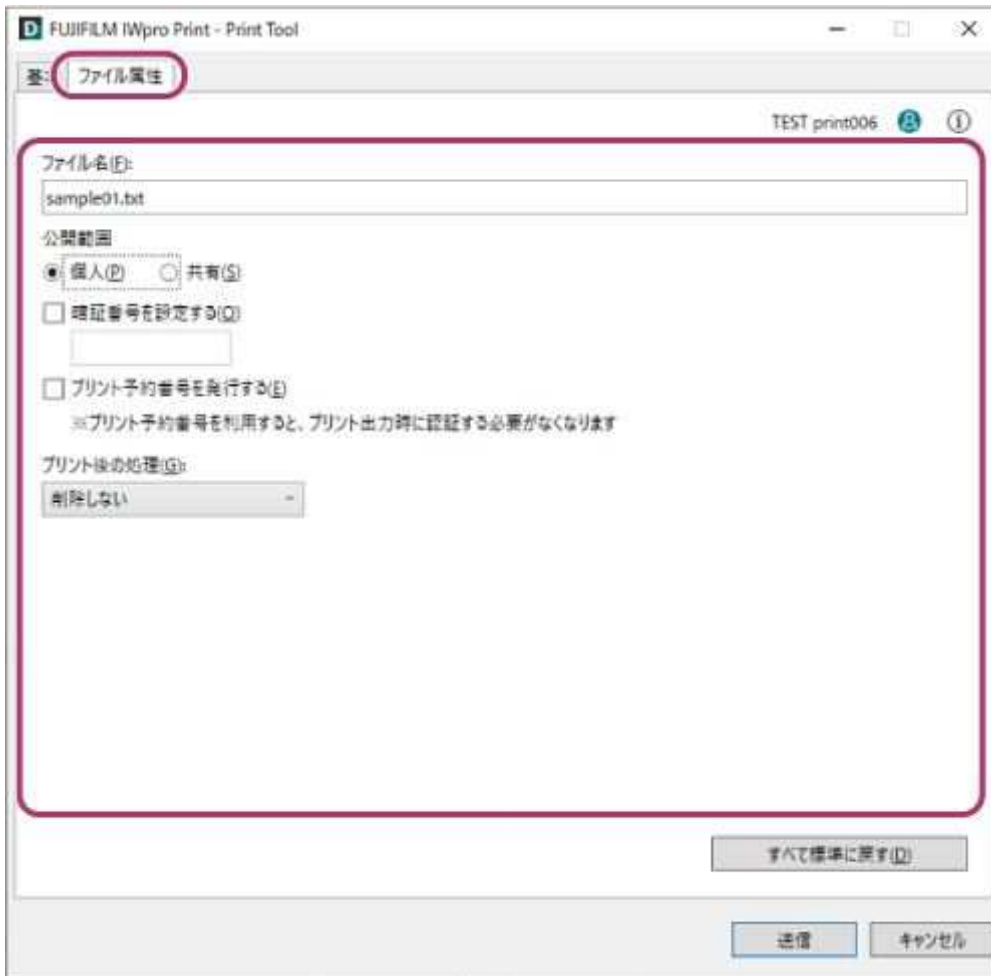 FUJIFILM IWpro Print - Print Tool
ファイル属性
TEST print006
ファイル名(F):
sample01.txt
公開範囲
個人(P) 共有(S)
暗証番号を設定する(O)
プリント予約番号を発行する(E)
※プリント予約番号を利用すると、プリント出力時に認証する必要がなくなります
プリント後の処理(G):
削除しない
すべて標準に戻す(D)
送信 キャンセル